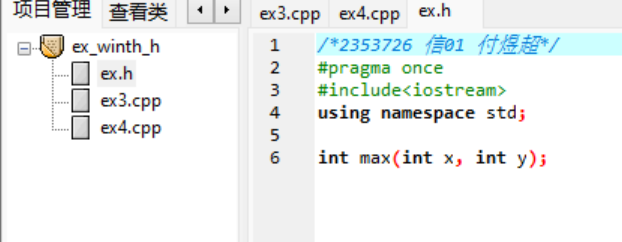 项目管理 查看类
ex_winth_h
ex.h
ex3.cpp
ex4.cpp
ex3.cpp ex4.cpp ex.h
1 /*2353726 信01 付煜超*/
2 #pragma once
3 #include<iostream>
4 using namespace std;
5
6 int max(int x, int y);